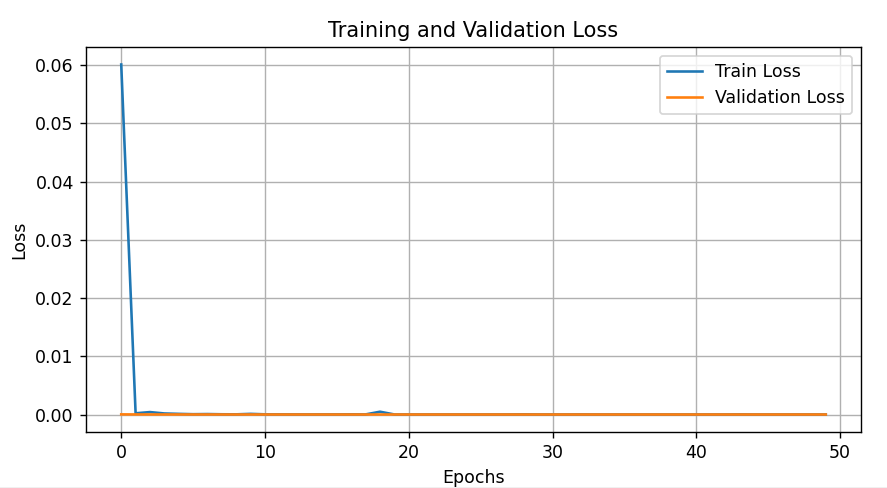 Training and Validation Loss
Train Loss
Validation Loss
0.06
0.05
0.04
0.03
0.02
0.01
0.00
Loss
0 10 20 30 40 50
Epochs